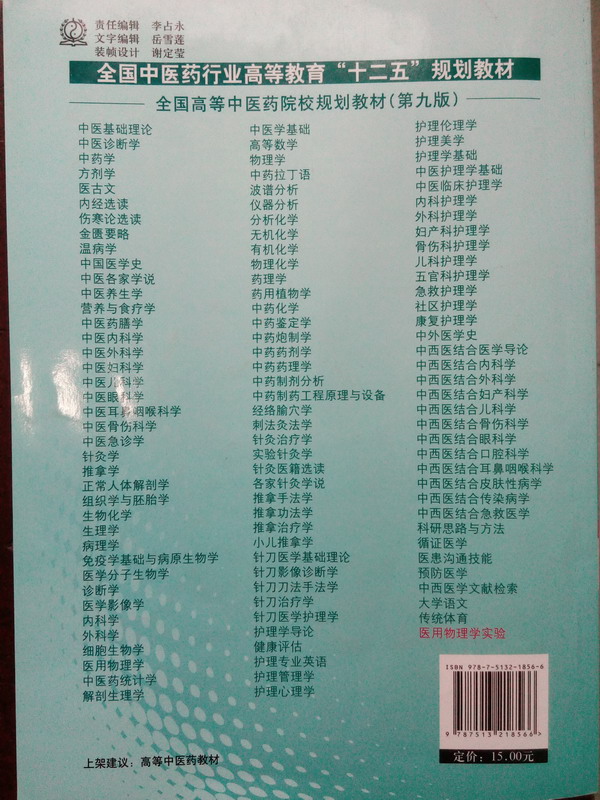 责任编辑 李占永
文字编辑 岳雪莲
装帧设计 谢定莹
全国中医药行业高等教育“十二五”规划教材
全国高等中医药院校规划教材(第九版)
中医基础理论
中医诊断学
中药学
方剂学
医古文
内经选读
伤寒论选读
金匮要略
温病学
中国医学史
中医各家学说
中医养生学
营养与食疗学
中医药膳学
中医内科学
中医外科学
中医妇科学
中医儿科学
中医眼科学
中医耳鼻咽喉科学
中医骨伤科学
中医急诊学
针灸学
推拿学
正常人体解剖学
组织学与胚胎学
生物化学
生理学
病理学
免疫学基础与病原生物学
医学分子生物学
诊断学
医学影像学
内科学
外科学
细胞生物学
医用物理学
中医药统计学
解剖生理学
中医学基础
高等数学
物理学
中药拉丁语
波谱分析
仪器分析
分析化学
无机化学
有机化学
物理化学
药理学
药用植物学
中药化学
中药鉴定学
中药炮制学
中药药剂学
中药药理学
中药制剂分析
中药制药工程原理与设备
经络腧穴学
刺法灸法学
针灸治疗学
实验针灸学
针灸医籍选读
各家针灸学说
推拿手法学
推拿功法学
推拿治疗学
小儿推拿学
针刀医学基础理论
针刀影像诊断学
针刀刀法手法学
针刀治疗学
针刀医学护理学
护理学导论
健康评估
护理专业英语
护理管理学
护理心理学
护理伦理学
护理美学
护理学基础
中医护理学基础
中医临床护理学
内科护理学
外科护理学
妇产科护理学
骨伤科护理学
儿科护理学
五官科护理学
急救护理学
社区护理学
康复护理学
中外医学史
中西医结合医学导论
中西医结合内科学
中西医结合外科学
中西医结合妇产科学
中西医结合儿科学
中西医结合骨伤科学
中西医结合眼科学
中西医结合口腔科学
中西医结合耳鼻咽喉科学
中西医结合皮肤性病学
中西医结合传染病学
中西医结合急救医学
科研思路与方法
循证医学
医患沟通技能
预防医学
中西医学文献检索
大学语文
传统体育
医用物理学实验
ISBN 978-7-5132-1856-6
9 787513 218566 >
定价：15.00元
上架建议：高等中医药教材